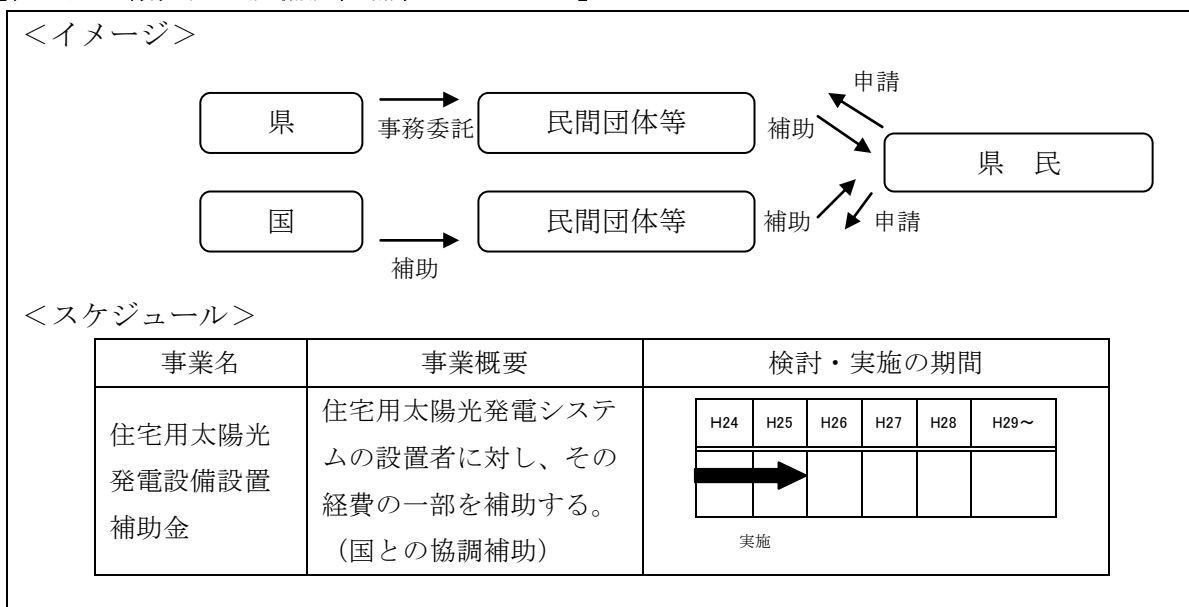 <イメージ>
申請
県
事務委託
民間団体等
補助
県 民
国
補助
民間団体等
補助
申請
<スケジュール>
事業名
事業概要
検討・実施の期間
住宅用太陽光
発電設備設置
補助金
住宅用太陽光発電システ
ムの設置者に対し、その
経費の一部を補助する。
（国との協調補助）
H24 H25 H26 H27 H28 H29～
実施